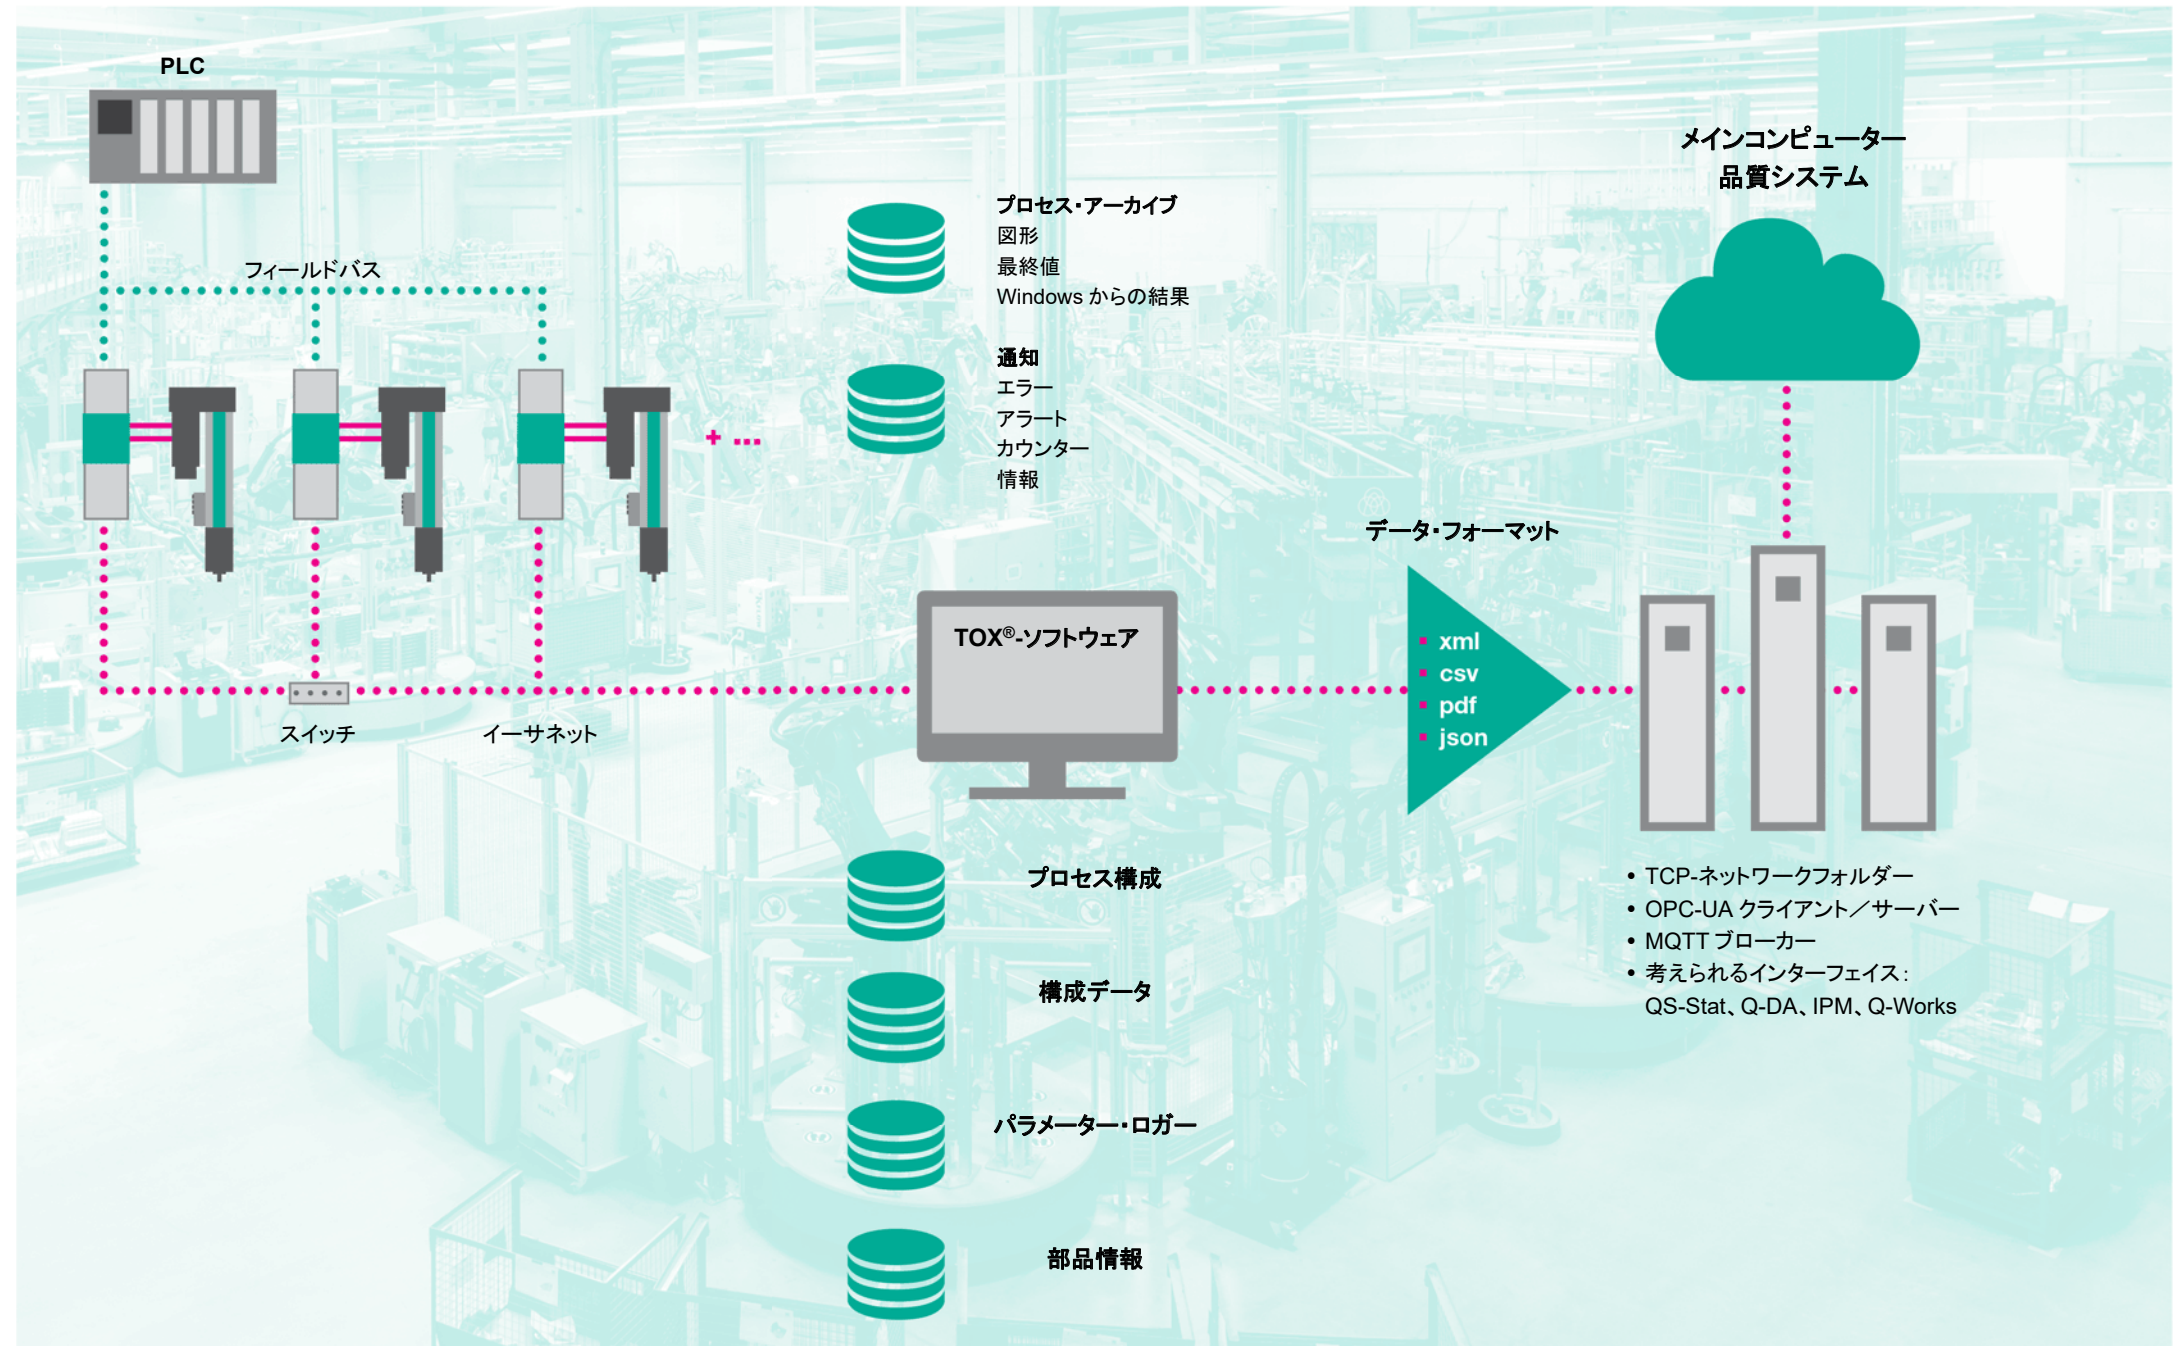 PLC
フィールドバス
スイッチ
イーサネット
プロセス・アーカイブ
図形
最終値
Windows からの結果
通知
エラー
アラート
カウンター
情報
TOX®-ソフトウェア
プロセス構成
構成データ
パラメーター・ロガー
部品情報
データ・フォーマット
▪ xml
▪ csv
▪ pdf
▪ json
メインコンピューター
品質システム
• TCP-ネットワークフォルダー
• OPC-UA クライアント／サーバー
• MQTT ブローカー
• 考えられるインターフェイス：
QS-Stat、Q-DA、IPM、Q-Works